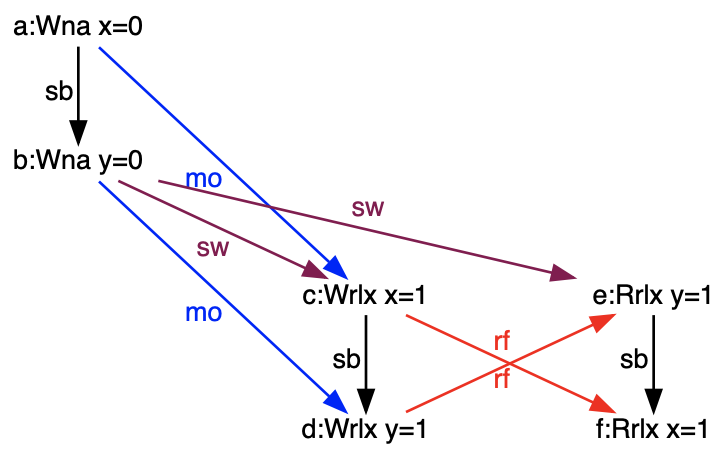 a:Wna x=0
sb
b:Wna y=0
mo
sw
sw
mo
c:Wrlx x=1
e:Rrlx y=1
rf
sb
sb
rf
d:Wrlx y=1
f:Rrlx x=1